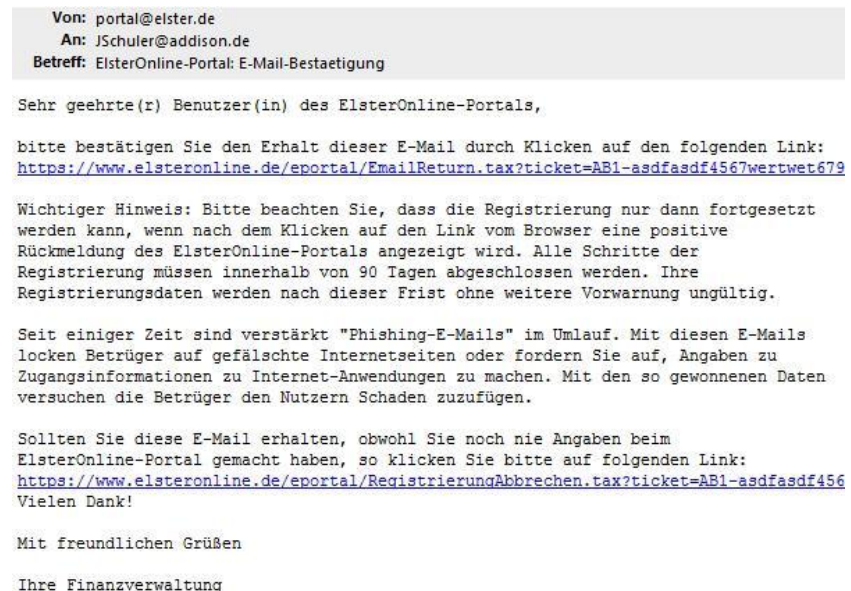 Von: portal@elster.de
An: JSchuler@addison.de
Betreff: ElsterOnline-Portal: E-Mail-Bestaetigung
Sehr geehrte(r) Benutzer(in) des ElsterOnline-Portals,
bitte bestätigen Sie den Erhalt dieser E-Mail durch Klicken auf den folgenden Link:
https://www.elsteronline.de/eportal/EmailReturn.tax?ticket=AB1-asdfasdf4567wertwet679
Wichtiger Hinweis: Bitte beachten Sie, dass die Registrierung nur dann fortgesetzt
werden kann, wenn nach dem Klicken auf den Link vom Browser eine positive
Rückmeldung des ElsterOnline-Portals angezeigt wird. Alle Schritte der
Registrierung müssen innerhalb von 90 Tagen abgeschlossen werden. Ihre
Registrierungsdaten werden nach dieser Frist ohne weitere Vorwarnung ungültig.
Seit einiger Zeit sind verstärkt "Phishing-E-Mails" im Umlauf. Mit diesen E-Mails
locken Betrüger auf gefälschte Internetseiten oder fordern Sie auf, Angaben zu
Zugangsinformationen zu Internet-Anwendungen zu machen. Mit den so gewonnenen Daten
versuchen die Betrüger den Nutzern Schaden zuzufügen.
Sollten Sie diese E-Mail erhalten, obwohl Sie noch nie Angaben beim
ElsterOnline-Portal gemacht haben, so klicken Sie bitte auf folgenden Link:
https://www.elsteronline.de/eportal/RegistrierungAbbrechen.tax?ticket=AB1-asdfasdf456
Vielen Dank!
Mit freundlichen Grüßen
Ihre Finanzverwaltung